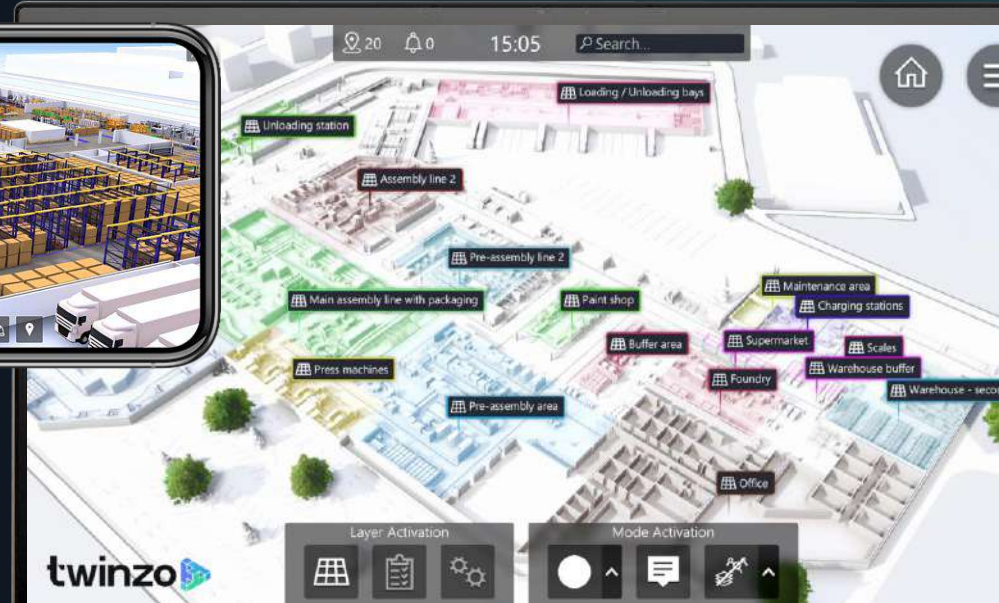 20
0
15:05
Search...
Loading / Unloading bays
Unloading station
Assembly line 2
Pre-assembly line 2
Maintenance area
Main assembly line with packaging
Paint shop
Charging stations
Buffer area
Supermarket
Scales
Press machines
Foundry
Warehouse buffer
Warehouse - seco
Pre-assembly area
Office
Layer Activation
Mode Activation
twinzo